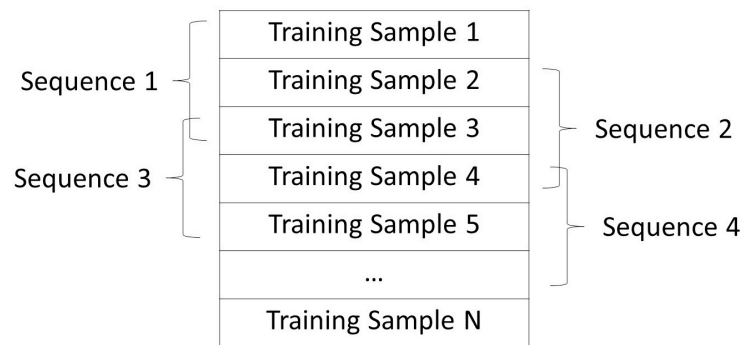 Training Sample 1
Sequence 1
Training Sample 2
Training Sample 3
Sequence 2
Sequence 3
Training Sample 4
Training Sample 5
Sequence 4
...
Training Sample N